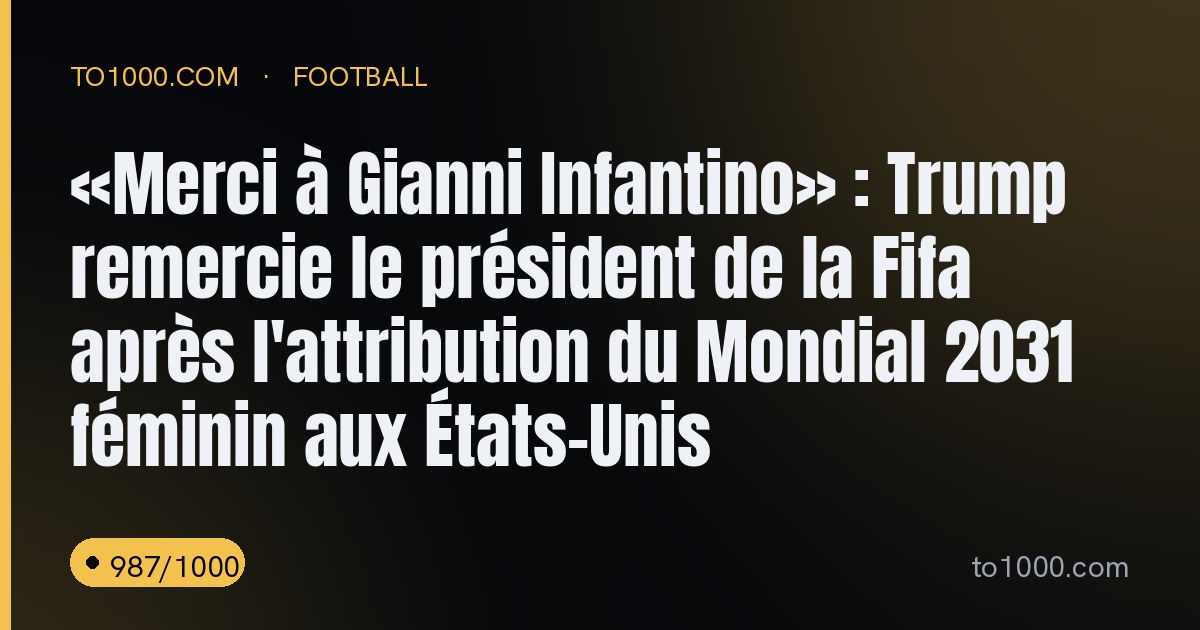 TO1000.COM · FOOTBALL
«Merci à Gianni Infantino» : Trump
remercie le président de la Fifa
après l'attribution du Mondial 2031
féminin aux États-Unis
987/1000
to1000.com